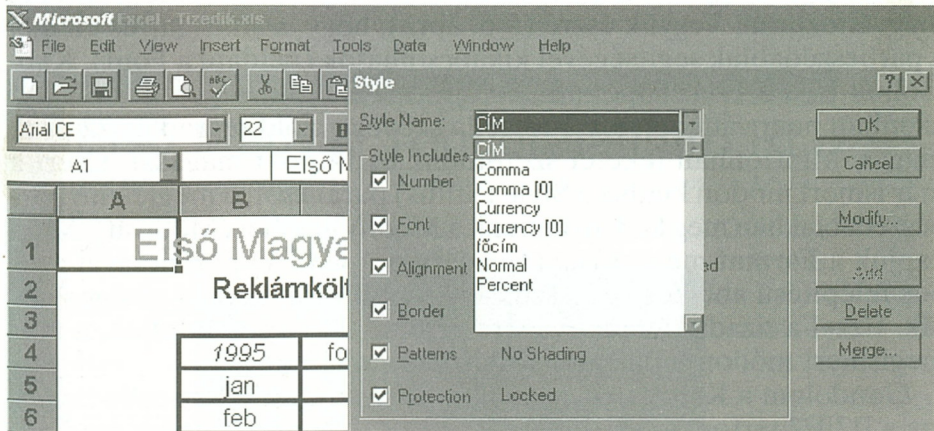 Microsoft Excel - Tizedik.xls
File Edit View Insert Format Tools Data Window Help
Arial CE 22
A1 Első M
A B
1 Első Magya
2 Reklámkölt
3
4 1995 fo
5 jan
6 feb
Style
Style Name: CÍM
CÍM
Comma
Comma [0]
Currency
Currency [0]
főcím
Normal
Percent
Style Includes
Number
Font
Alignment ed
Border
Patterns No Shading
Protection Locked
OK
Cancel
Modify...
Add
Delete
Merge...